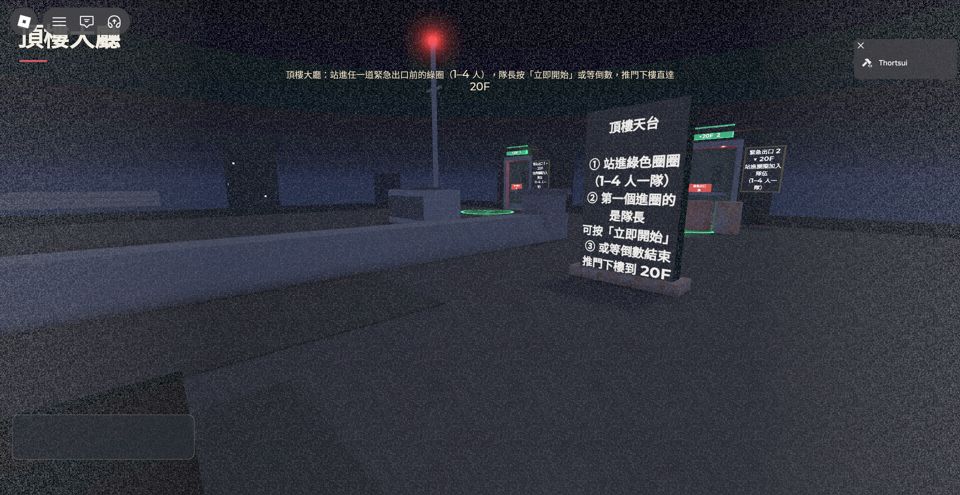 頂樓大廳
頂樓大廳：站進任一道緊急出口前的綠圈（1–4 人），隊長按「立即開始」或等倒數，推門下樓直達
20F
Thortsui
頂樓天台
① 站進綠色圈圈
（1–4 人一隊）
② 第一個進圈的
是隊長
可按「立即開始」
③ 或等倒數結束
推門下樓到 20F
緊急出口 2
▼ 20F
站進圈圈加入
隊伍
（1–4 人一
隊）